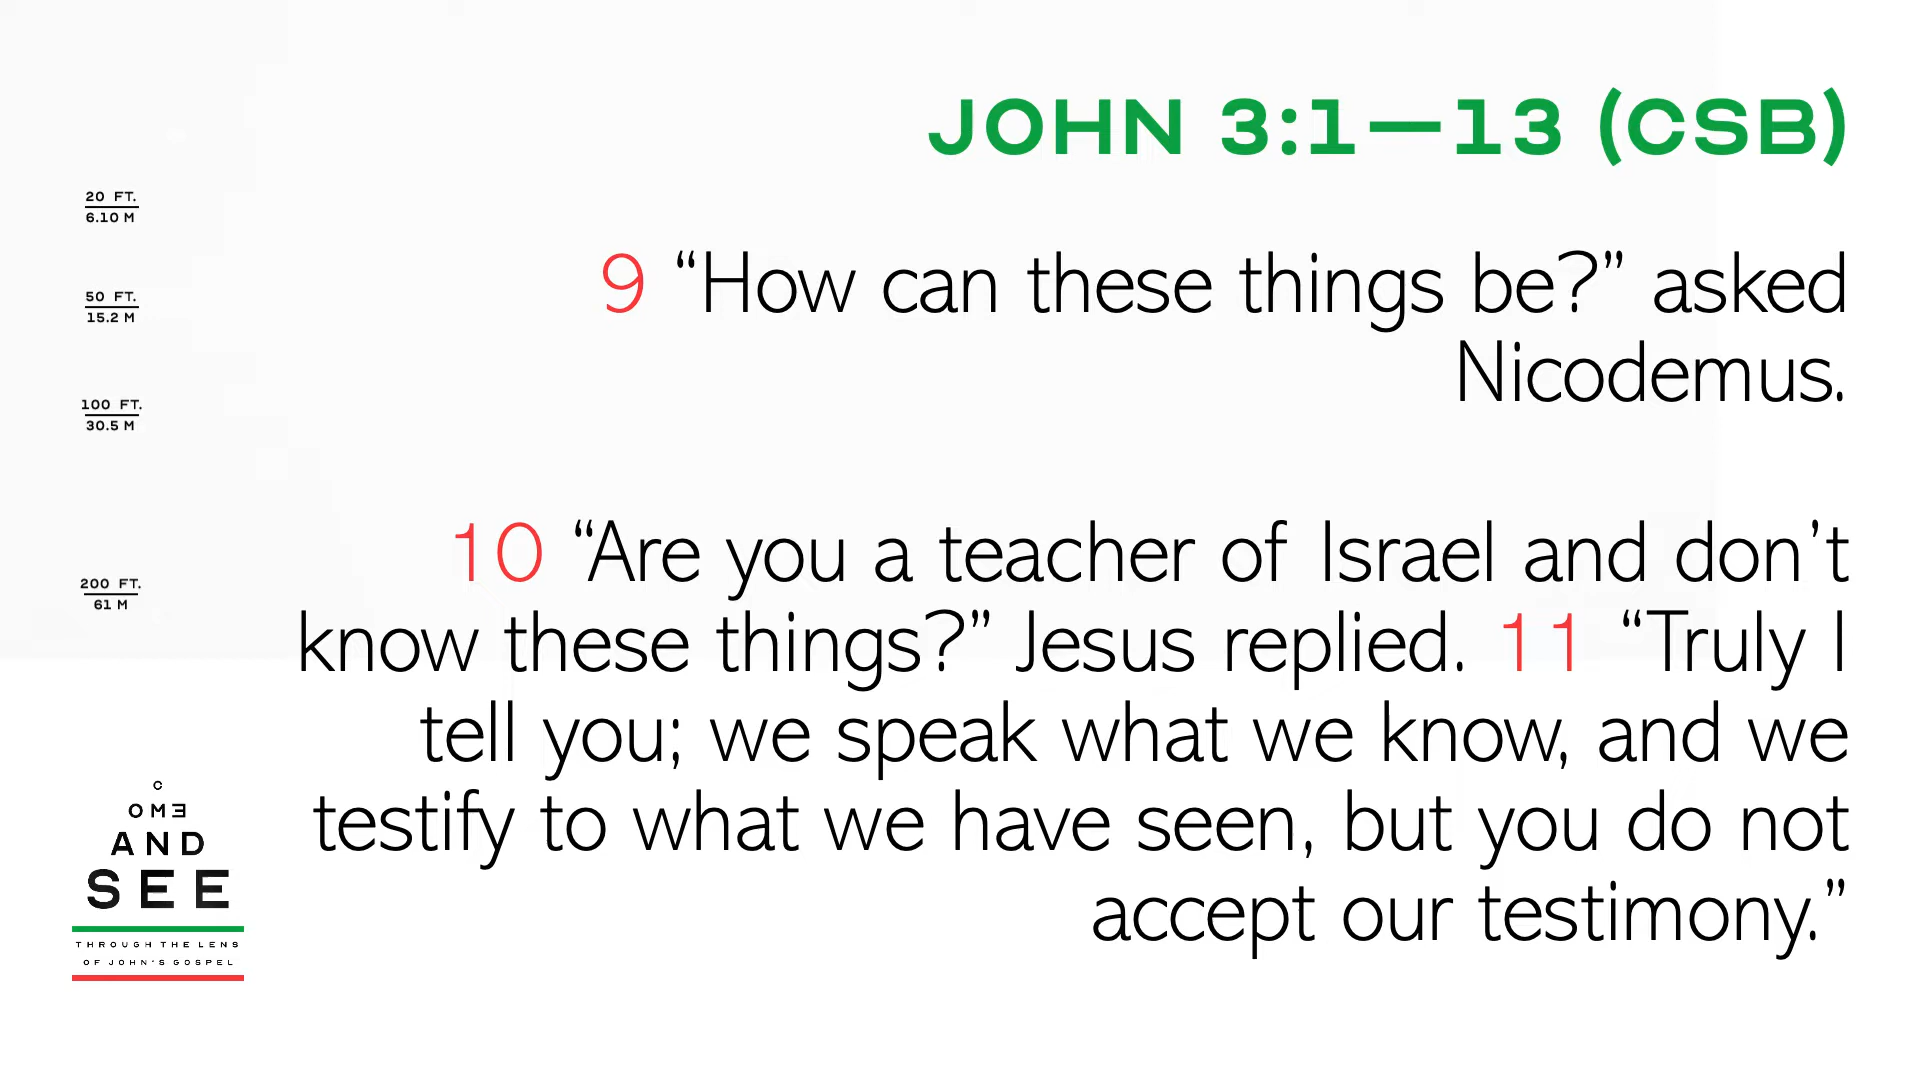 JOHN 3:1—13 (CSB)
20 FT.
6.10 M
9 “How can these things be?” asked
50 FT.
15.2 M
Nicodemus.
100 FT.
30.5 M
10 “Are you a teacher of Israel and don’t
200 FT.
61 M
know these things?” Jesus replied. 11 “Truly I
tell you; we speak what we know, and we
testify to what we have seen, but you do not
accept our testimony.”
C
OMƎ
AND
SEE
THROUGH THE LENS
OF JOHN'S GOSPEL